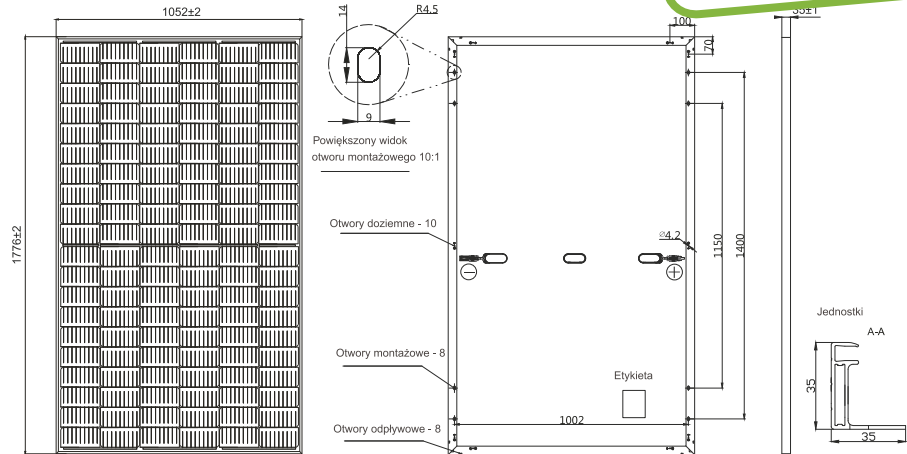 1052±2
1776±2
14
R4.5
9
Powiększony widok
otworu montażowego 10:1
Otwory doziemne - 10
Otwory montażowe - 8
Otwory odpływowe - 8
100
70
⌀4.2
1150
1400
Etykieta
1002
35±1
Jednostki
A-A
35
35